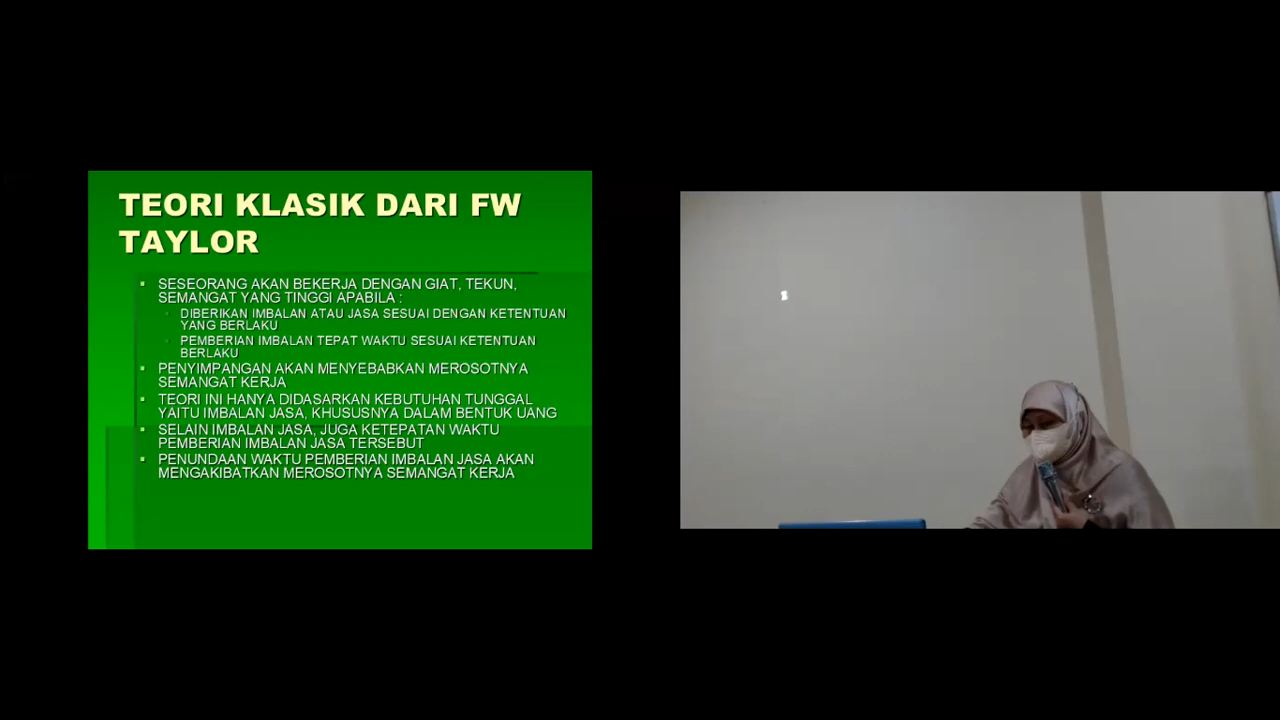 TEORI KLASIK DARI FW
TAYLOR
SESEORANG AKAN BEKERJA DENGAN GIAT, TEKUN,
SEMANGAT YANG TINGGI APABILA :
DIBERIKAN IMBALAN ATAU JASA SESUAI DENGAN KETENTUAN
YANG BERLAKU
PEMBERIAN IMBALAN TEPAT WAKTU SESUAI KETENTUAN
BERLAKU
PENYIMPANGAN AKAN MENYEBABKAN MEROSOTNYA
SEMANGAT KERJA
TEORI INI HANYA DIDASARKAN KEBUTUHAN TUNGGAL
YAITU IMBALAN JASA, KHUSUSNYA DALAM BENTUK UANG
SELAIN IMBALAN JASA, JUGA KETEPATAN WAKTU
PEMBERIAN IMBALAN JASA TERSEBUT
PENUNDAAN WAKTU PEMBERIAN IMBALAN JASA AKAN
MENGAKIBATKAN MEROSOTNYA SEMANGAT KERJA